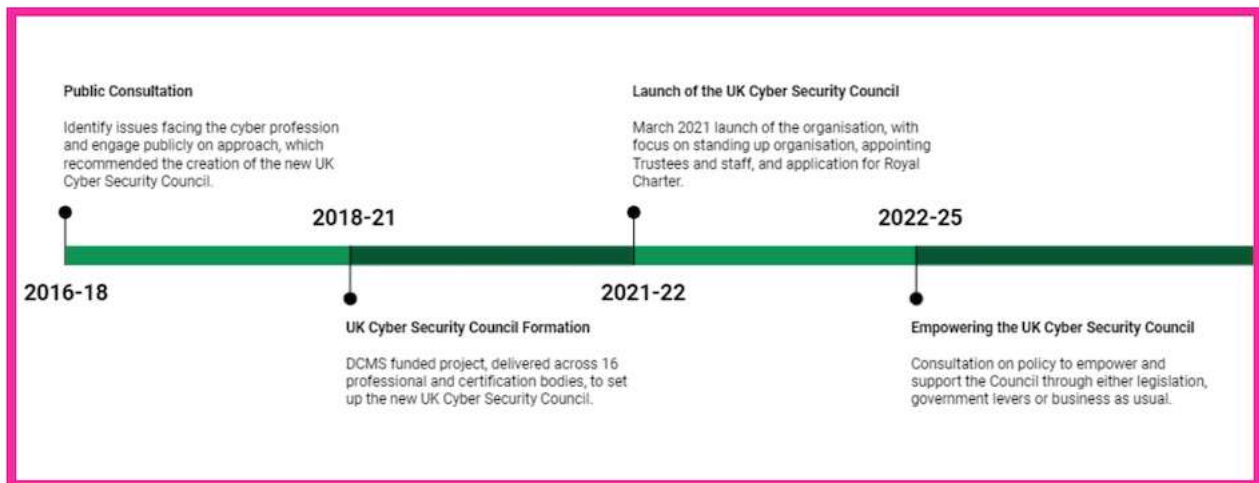 Public Consultation
Identify issues facing the cyber profession
and engage publicly on approach, which
recommended the creation of the new UK
Cyber Security Council.
Launch of the UK Cyber Security Council
March 2021 launch of the organisation, with
focus on standing up organisation, appointing
Trustees and staff, and application for Royal
Charter.
2018-21
2022-25
2016-18
2021-22
UK Cyber Security Council Formation
DCMS funded project, delivered across 16
professional and certification bodies, to set
up the new UK Cyber Security Council.
Empowering the UK Cyber Security Council
Consultation on policy to empower and
support the Council through either legislation,
government levers or business as usual.